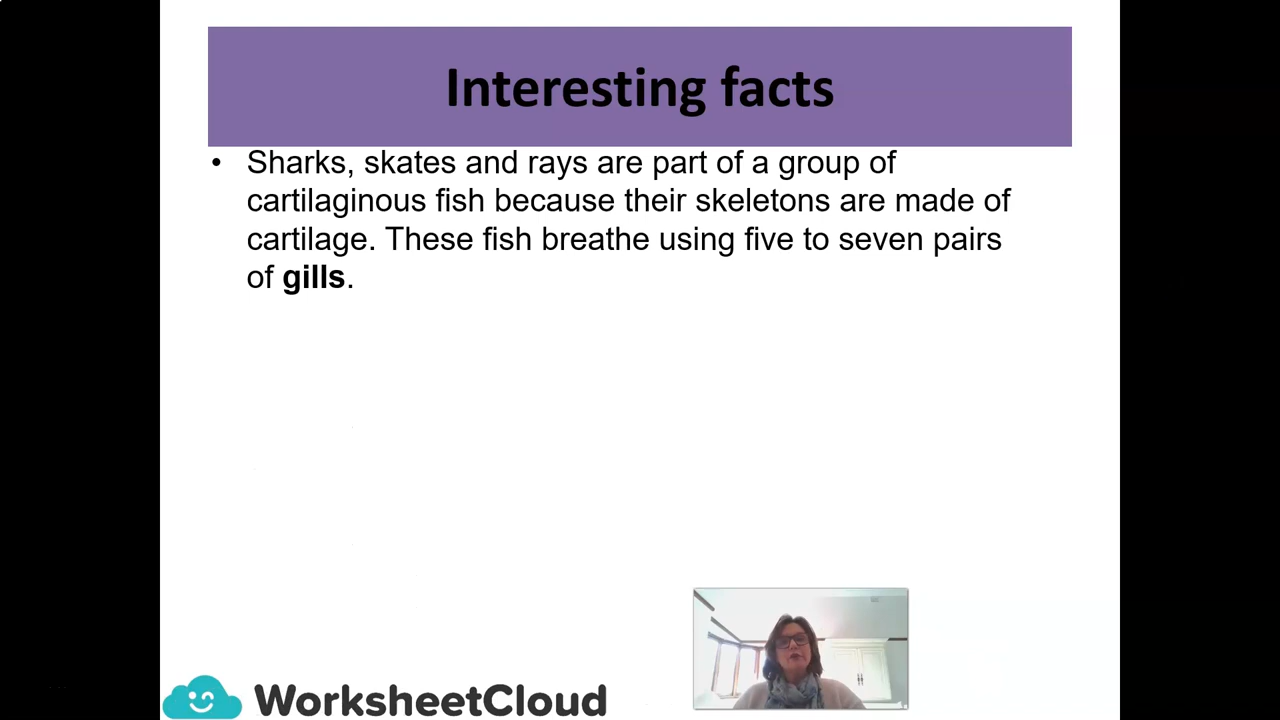 Interesting facts
• Sharks, skates and rays are part of a group of
cartilaginous fish because their skeletons are made of
cartilage. These fish breathe using five to seven pairs
of gills.
WorksheetCloud